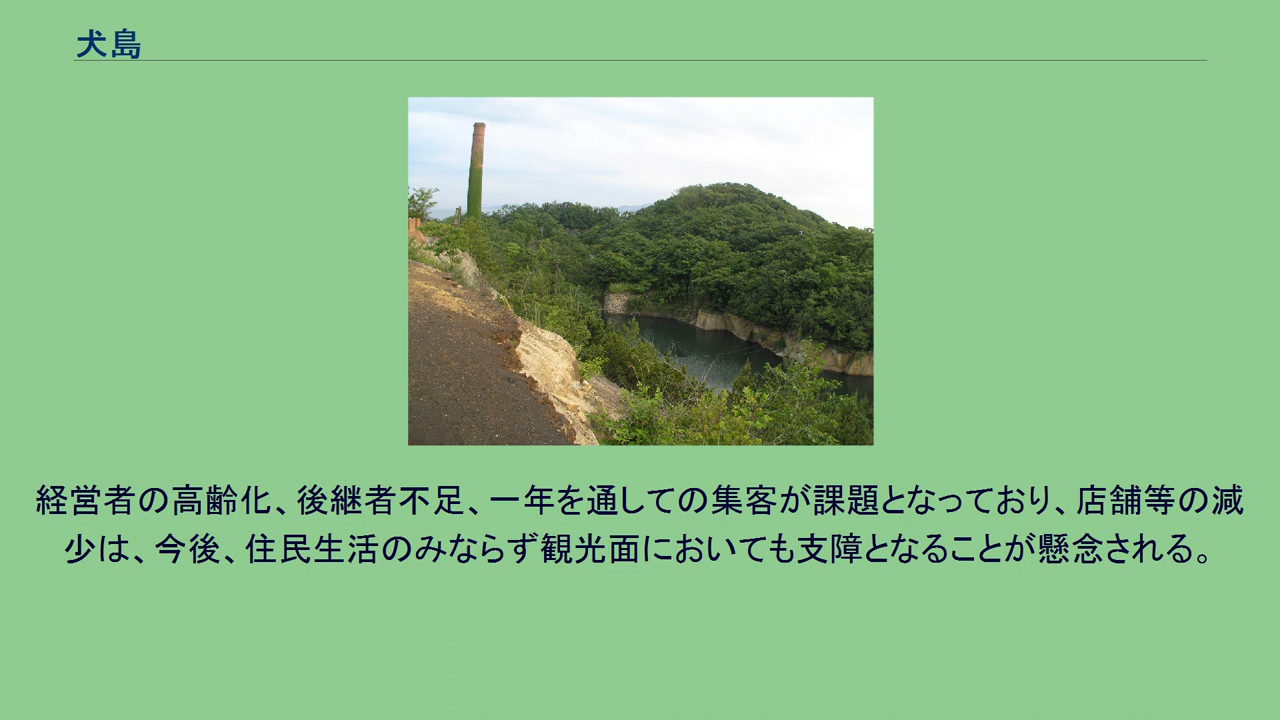 犬島
経営者の高齢化、後継者不足、一年を通しての集客が課題となっており、店舗等の減
少は、今後、住民生活のみならず観光面においても支障となることが懸念される。